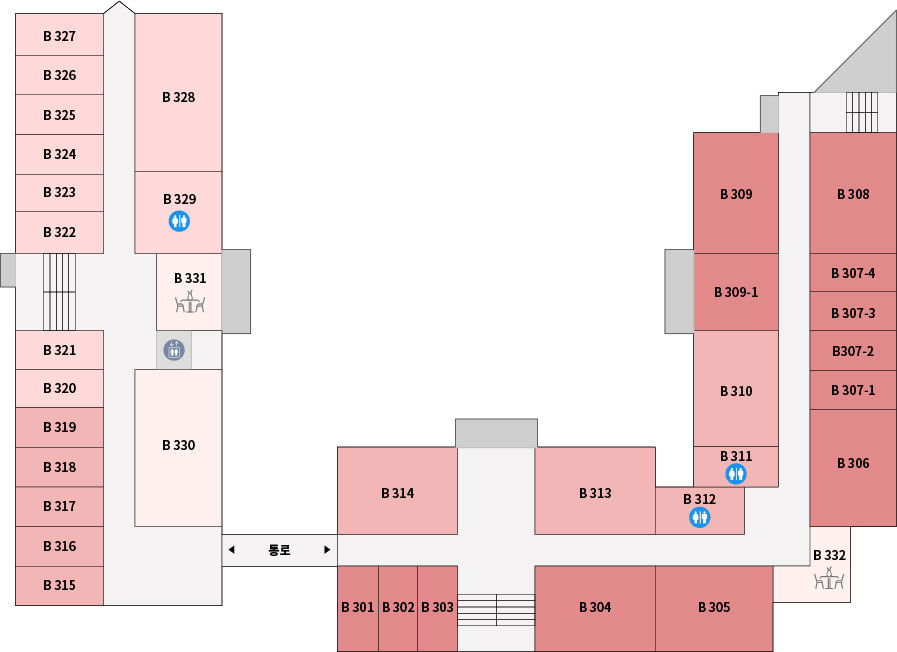 B 327
B 326
B 325
B 324
B 323
B 322
B 328
B 329
B 331
B 321
B 320
B 319
B 318
B 317
B 316
B 315
B 330
통로
B 314
B 313
B 312
B 311
B 310
B 309-1
B 309
B 308
B 307-4
B 307-3
B307-2
B 307-1
B 306
B 332
B 301
B 302
B 303
B 304
B 305